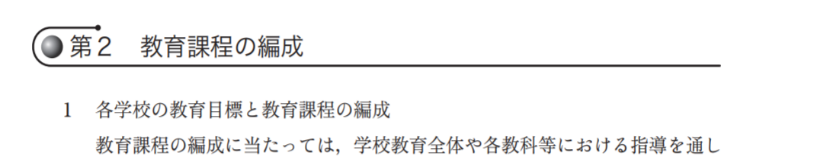 第2 教育課程の編成
1 各学校の教育目標と教育課程の編成
教育課程の編成に当たっては，学校教育全体や各教科等における指導を通し